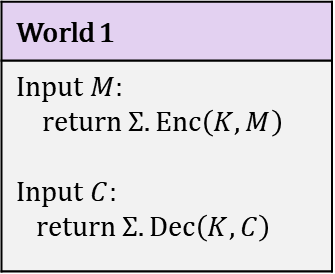 World 1
Input M:
return Σ. Enc(K, M)
Input C:
return Σ. Dec(K, C)